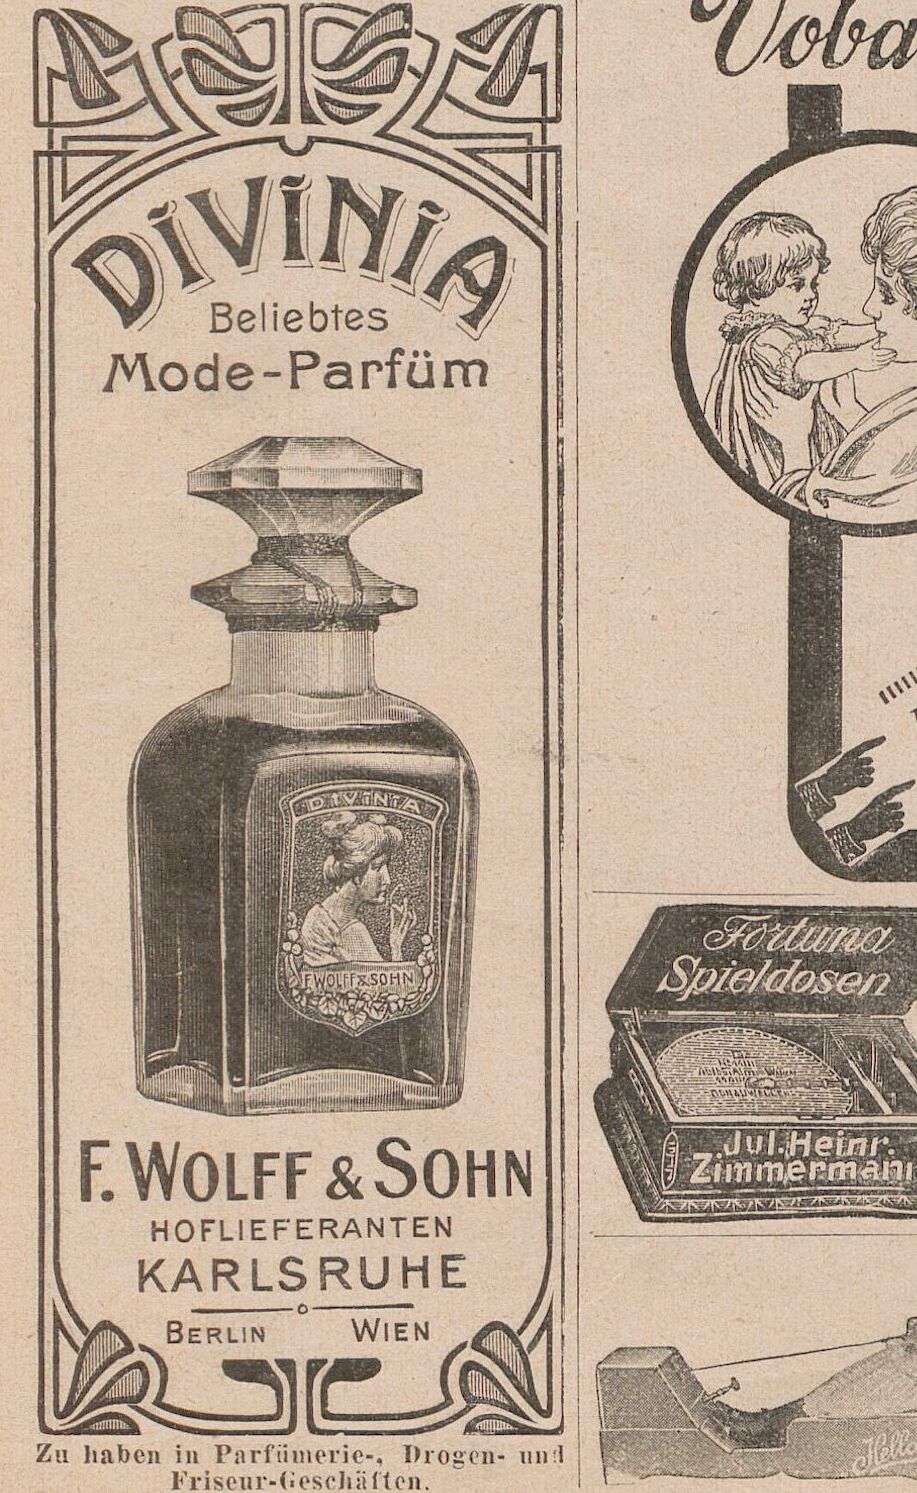 DiViNiA
Beliebtes
Mode-Parfüm
DIVINIA
F.WOLFF&SOHN
F. WOLFF & SOHN
HOFLIEFERANTEN
KARLSRUHE
BERLIN WIEN
Zu haben in Parfümerie-, Drogen- und
Friseur-Geschäften.
Voba
Fortuna
Spieldosen
Jul. Heinr.
Zimmermann